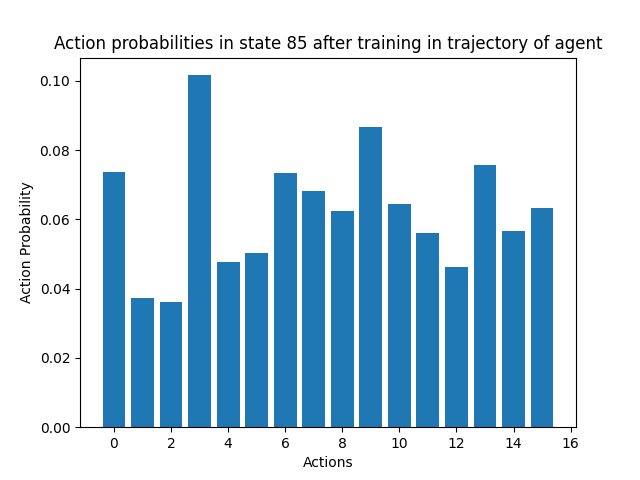 Action probabilities in state 85 after training in trajectory of agent
0.10
0.08
0.06
0.04
0.02
0.00
Action Probability
0 2 4 6 8 10 12 14 16
Actions